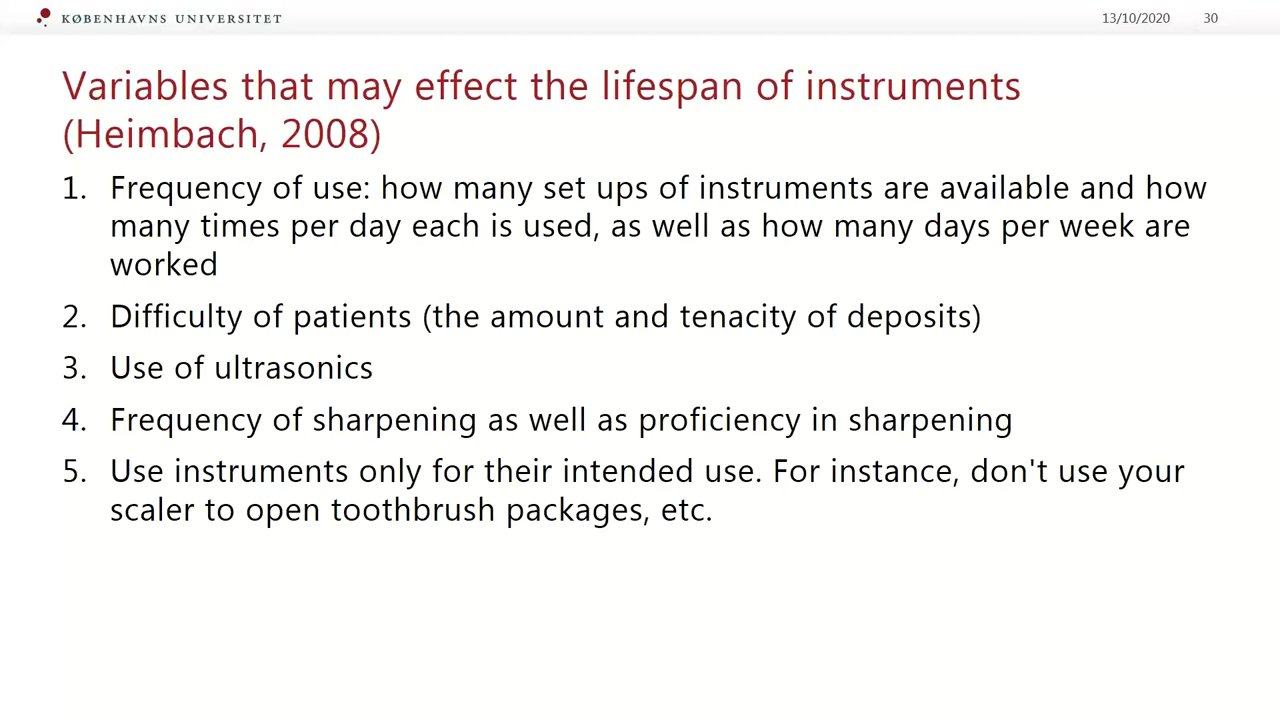 KØBENHAVNS UNIVERSITET
13/10/2020 30
Variables that may effect the lifespan of instruments
(Heimbach, 2008)
1. Frequency of use: how many set ups of instruments are available and how
many times per day each is used, as well as how many days per week are
worked
2. Difficulty of patients (the amount and tenacity of deposits)
3. Use of ultrasonics
4. Frequency of sharpening as well as proficiency in sharpening
5. Use instruments only for their intended use. For instance, don't use your
scaler to open toothbrush packages, etc.